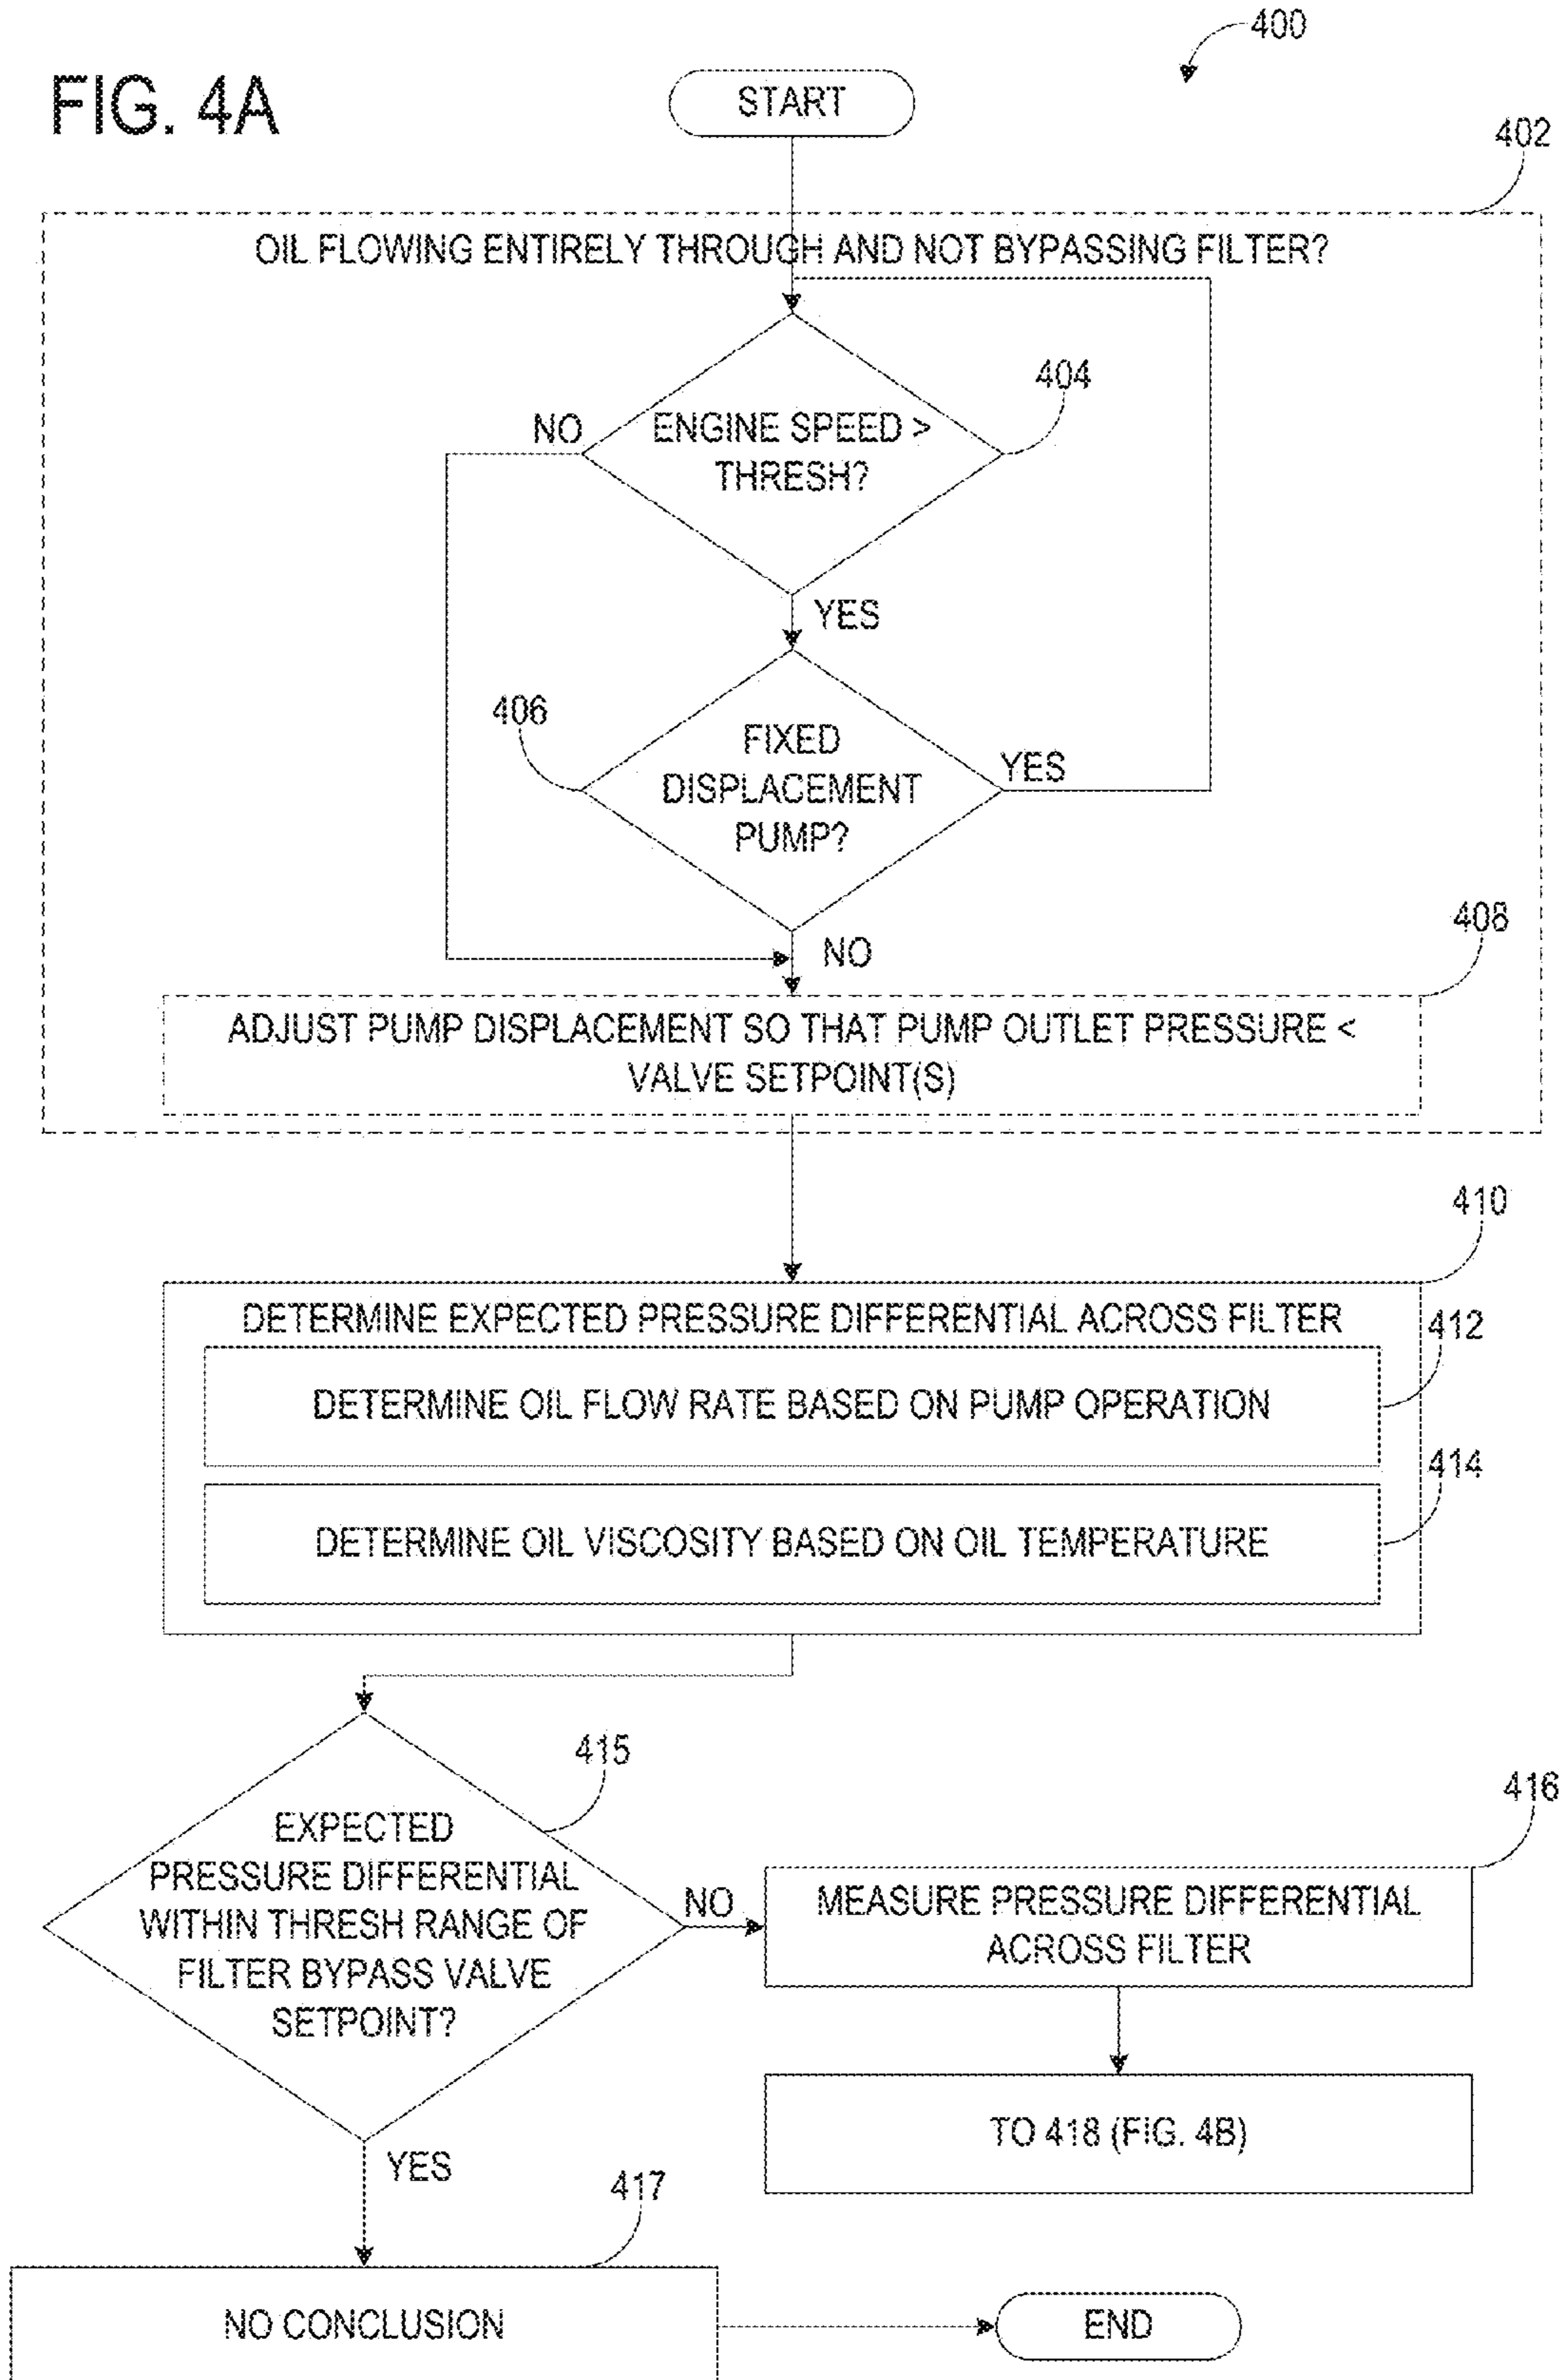 400
FIG. 4A
START
402
OIL FLOWING ENTIRELY THROUGH AND NOT BYPASSING FILTER?
404
NO
ENGINE SPEED >
THRESH?
YES
406
FIXED
DISPLACEMENT
PUMP?
YES
NO
408
ADJUST PUMP DISPLACEMENT SO THAT PUMP OUTLET PRESSURE <
VALVE SETPOINT(S)
410
DETERMINE EXPECTED PRESSURE DIFFERENTIAL ACROSS FILTER
412
DETERMINE OIL FLOW RATE BASED ON PUMP OPERATION
414
DETERMINE OIL VISCOSITY BASED ON OIL TEMPERATURE
415
EXPECTED
PRESSURE DIFFERENTIAL
WITHIN THRESH RANGE OF
FILTER BYPASS VALVE
SETPOINT?
NO
416
MEASURE PRESSURE DIFFERENTIAL
ACROSS FILTER
TO 418 (FIG. 4B)
YES
417
NO CONCLUSION
END